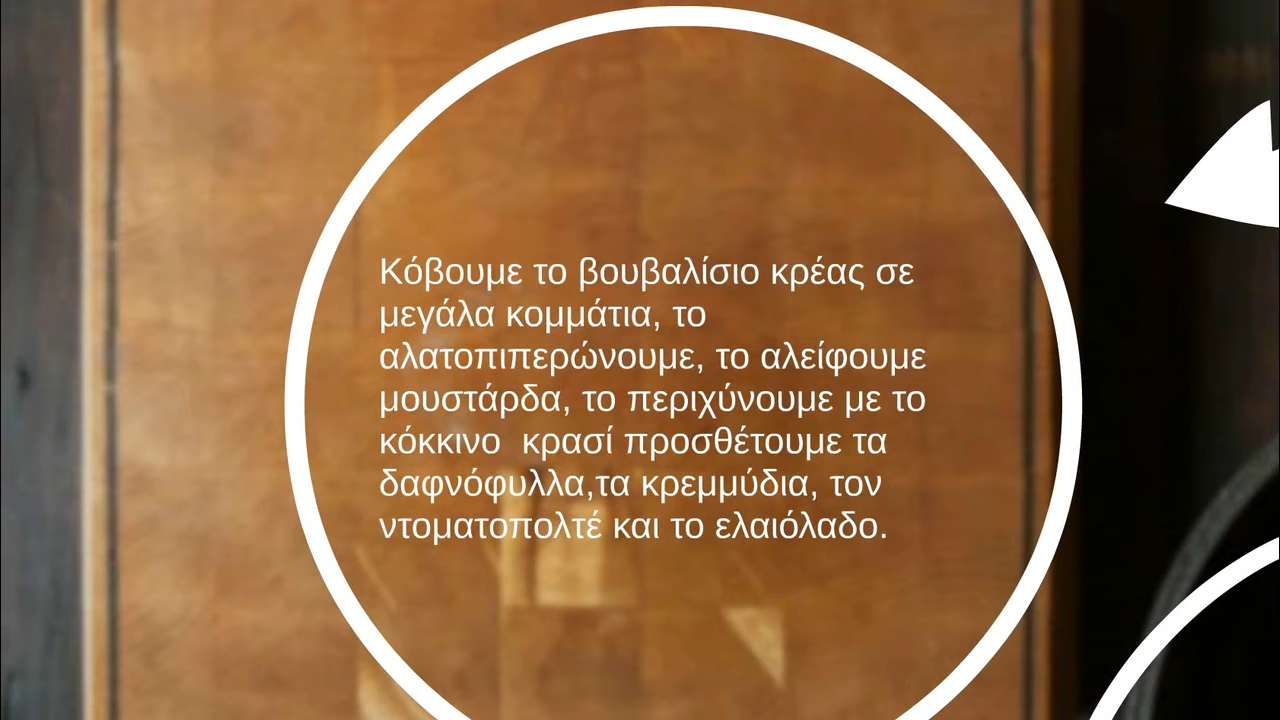 Κόβουμε το βουβαλίσιο κρέας σε
μεγάλα κομμάτια, το
αλατοπιπερώνουμε, το αλείφουμε
μουστάρδα, το περιχύνουμε με το
κόκκινο  κρασί προσθέτουμε τα
δαφνόφυλλα,τα κρεμμύδια, τον
ντοματοπολτέ και το ελαιόλαδο.